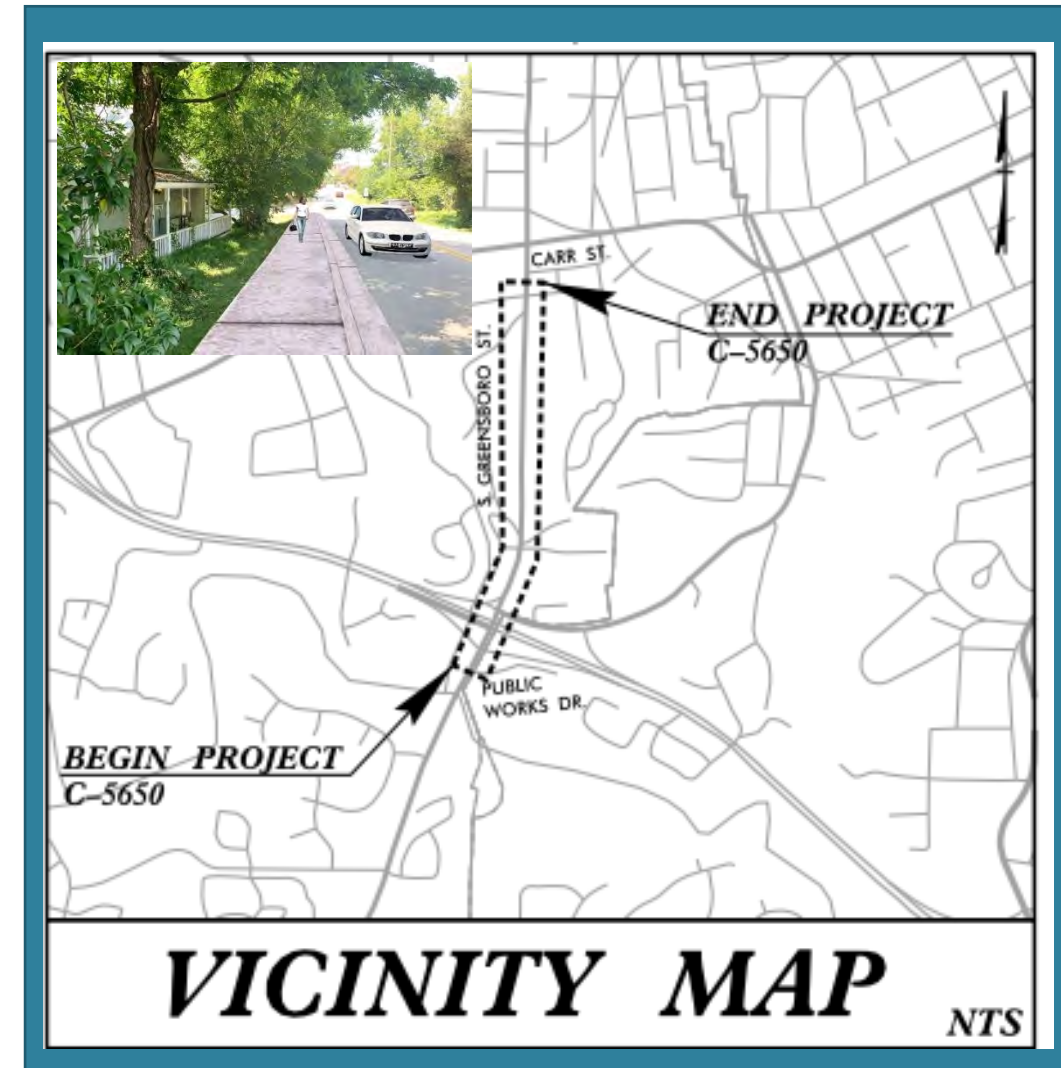 CARR ST.
END PROJECT
C-5650
S. GREENSBORO ST.
PUBLIC
WORKS DR.
BEGIN PROJECT
C-5650
VICINITY MAP
NTS